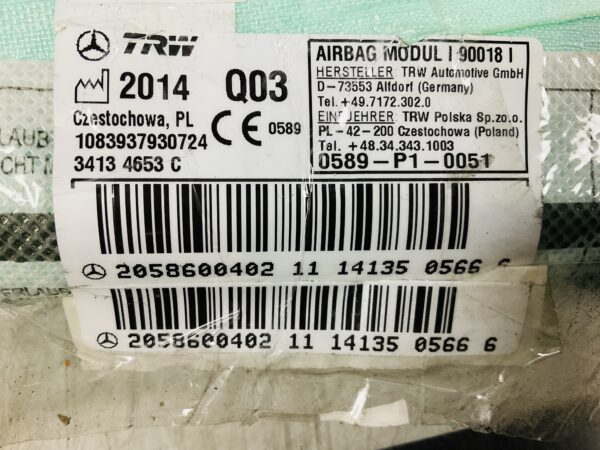 TRW
2014 Q03
Czestochowa, PL
1083937930724
CE 0589
3413 4653 C
AIRBAG MODUL I 90018 I
HERSTELLER: TRW Automotive GmbH
D-73553 Alfdorf (Germany)
Tel. +49.7172.302.0
EINFUEHRER: TRW Polska Sp.zo.o.
PL-42-200 Czestochowa (Poland)
Tel. +48.34.343.1003
0589-P1-0051
2058600402 11 14135 0566 6
2058600402 11 14135 0566 6